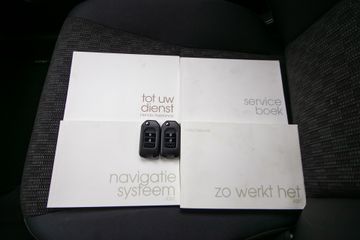 tot uw
dienst
service
boek
navigatie
systeem
zo werkt het